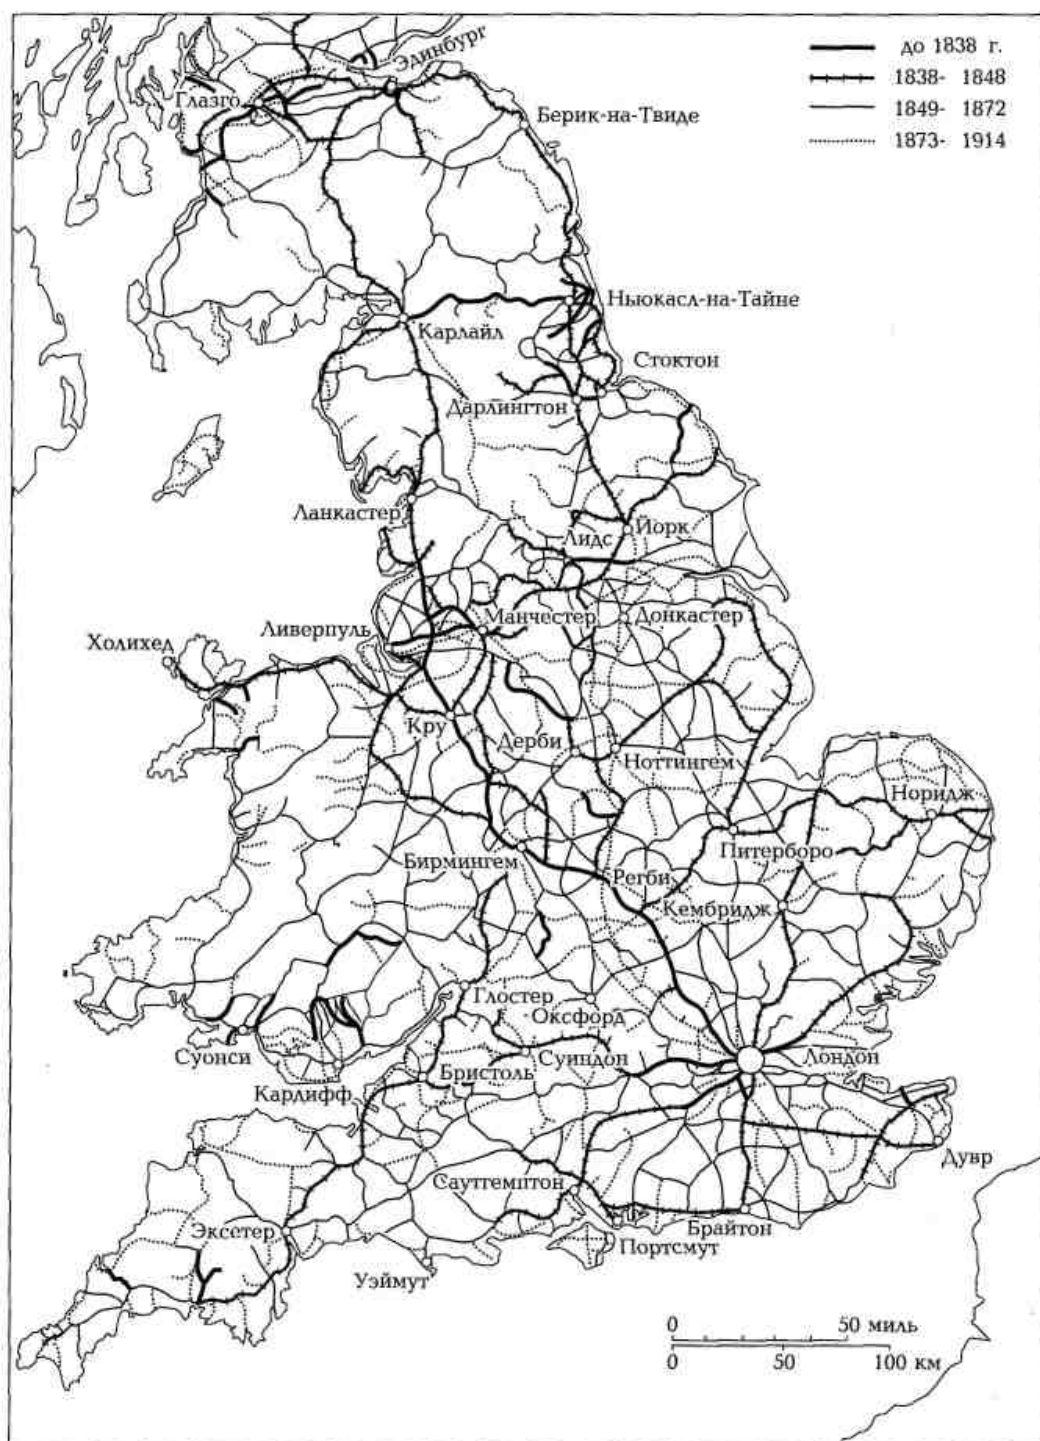 до 1838 г.
1838- 1848
1849- 1872
1873- 1914
Эдинбург
Глазго
Берик-на-Твиде
Ньюкасл-на-Тайне
Карлайл
Стоктон
Дарлингтон
Ланкастер
Йорк
Лидс
Манчестер
Донкастер
Ливерпуль
Холихед
Кру
Дерби
Ноттингем
Норидж
Питерборо
Бирмингем
Регби
Кембридж
Глостер
Оксфорд
Суонси
Суиндон
Лондон
Бристоль
Кардифф
Дувр
Саутгемптон
Брайтон
Эксетер
Портсмут
Уэймут
0 50 миль
0 50 100 км